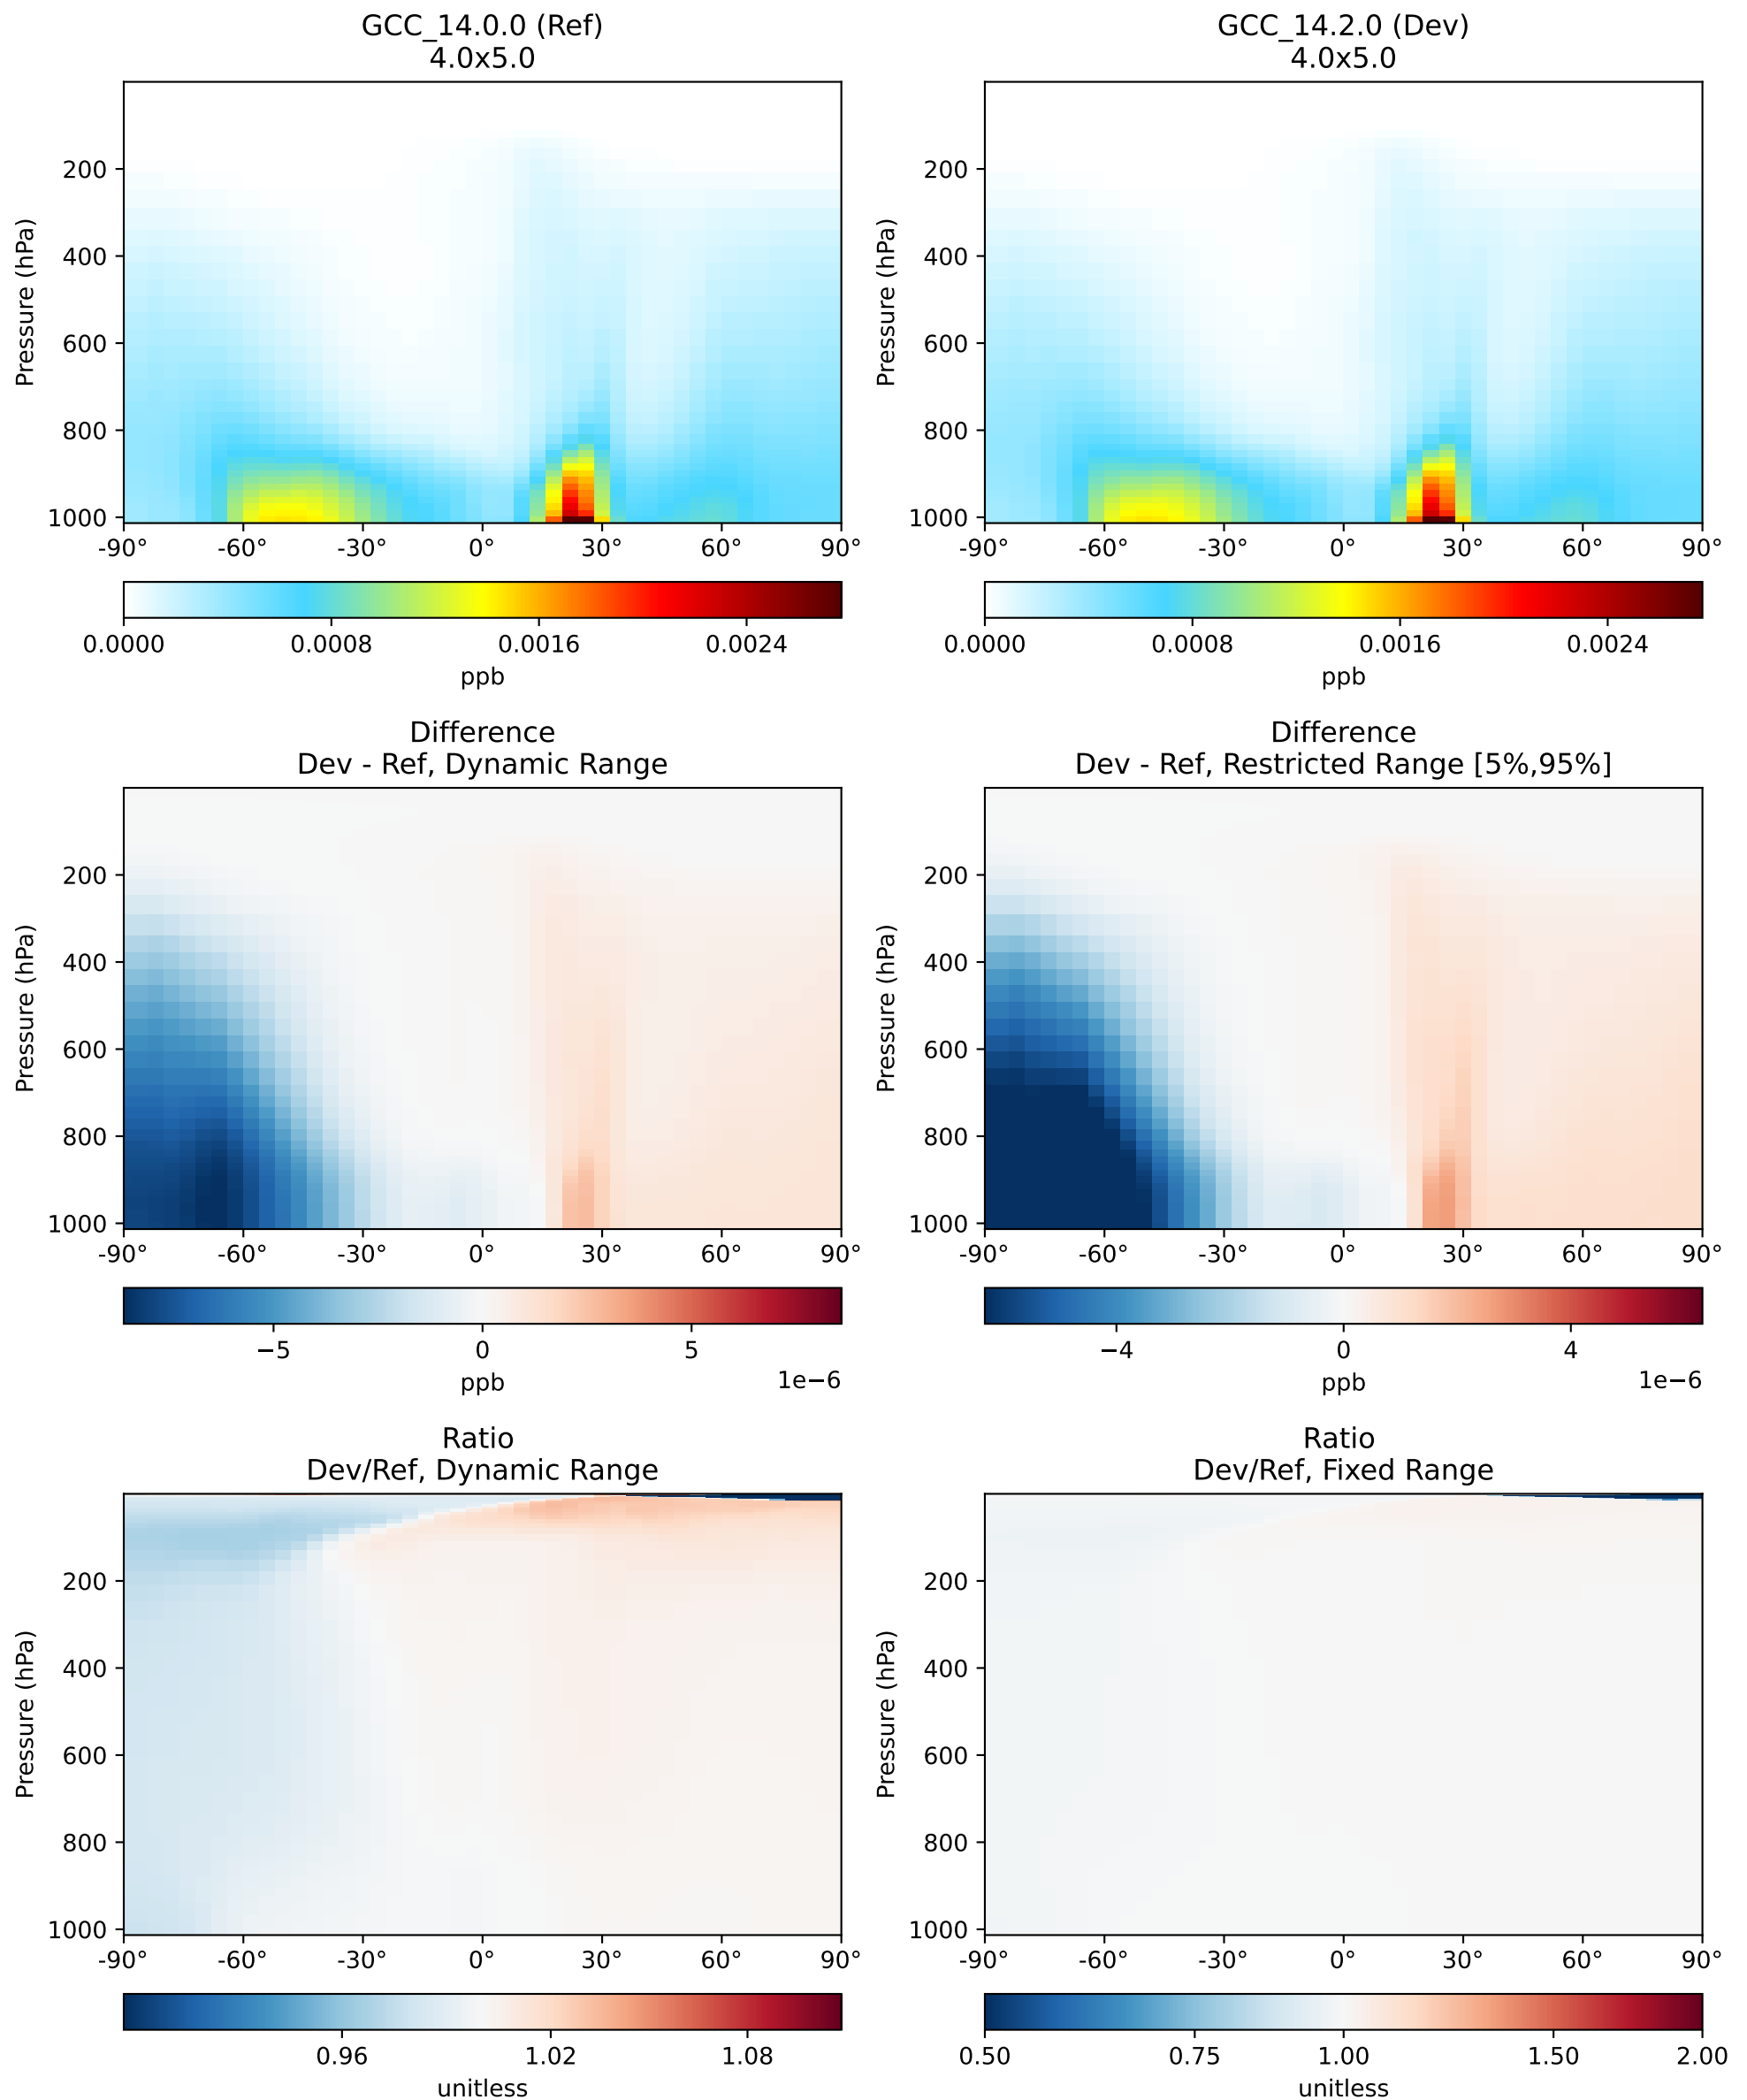 GCC_14.0.0 (Ref)
4.0x5.0
Pressure (hPa)
200
400
600
800
1000
-90° -60° -30° 0° 30° 60° 90°
0.0000 0.0008 0.0016 0.0024
ppb
GCC_14.2.0 (Dev)
4.0x5.0
Pressure (hPa)
200
400
600
800
1000
-90° -60° -30° 0° 30° 60° 90°
0.0000 0.0008 0.0016 0.0024
ppb
Difference
Dev - Ref, Dynamic Range
Pressure (hPa)
200
400
600
800
1000
-90° -60° -30° 0° 30° 60° 90°
−5 0 5
ppb 1e−6
Difference
Dev - Ref, Restricted Range [5%,95%]
Pressure (hPa)
200
400
600
800
1000
-90° -60° -30° 0° 30° 60° 90°
−4 0 4
ppb 1e−6
Ratio
Dev/Ref, Dynamic Range
Pressure (hPa)
200
400
600
800
1000
-90° -60° -30° 0° 30° 60° 90°
0.96 1.02 1.08
unitless
Ratio
Dev/Ref, Fixed Range
Pressure (hPa)
200
400
600
800
1000
-90° -60° -30° 0° 30° 60° 90°
0.50 0.75 1.00 1.50 2.00
unitless